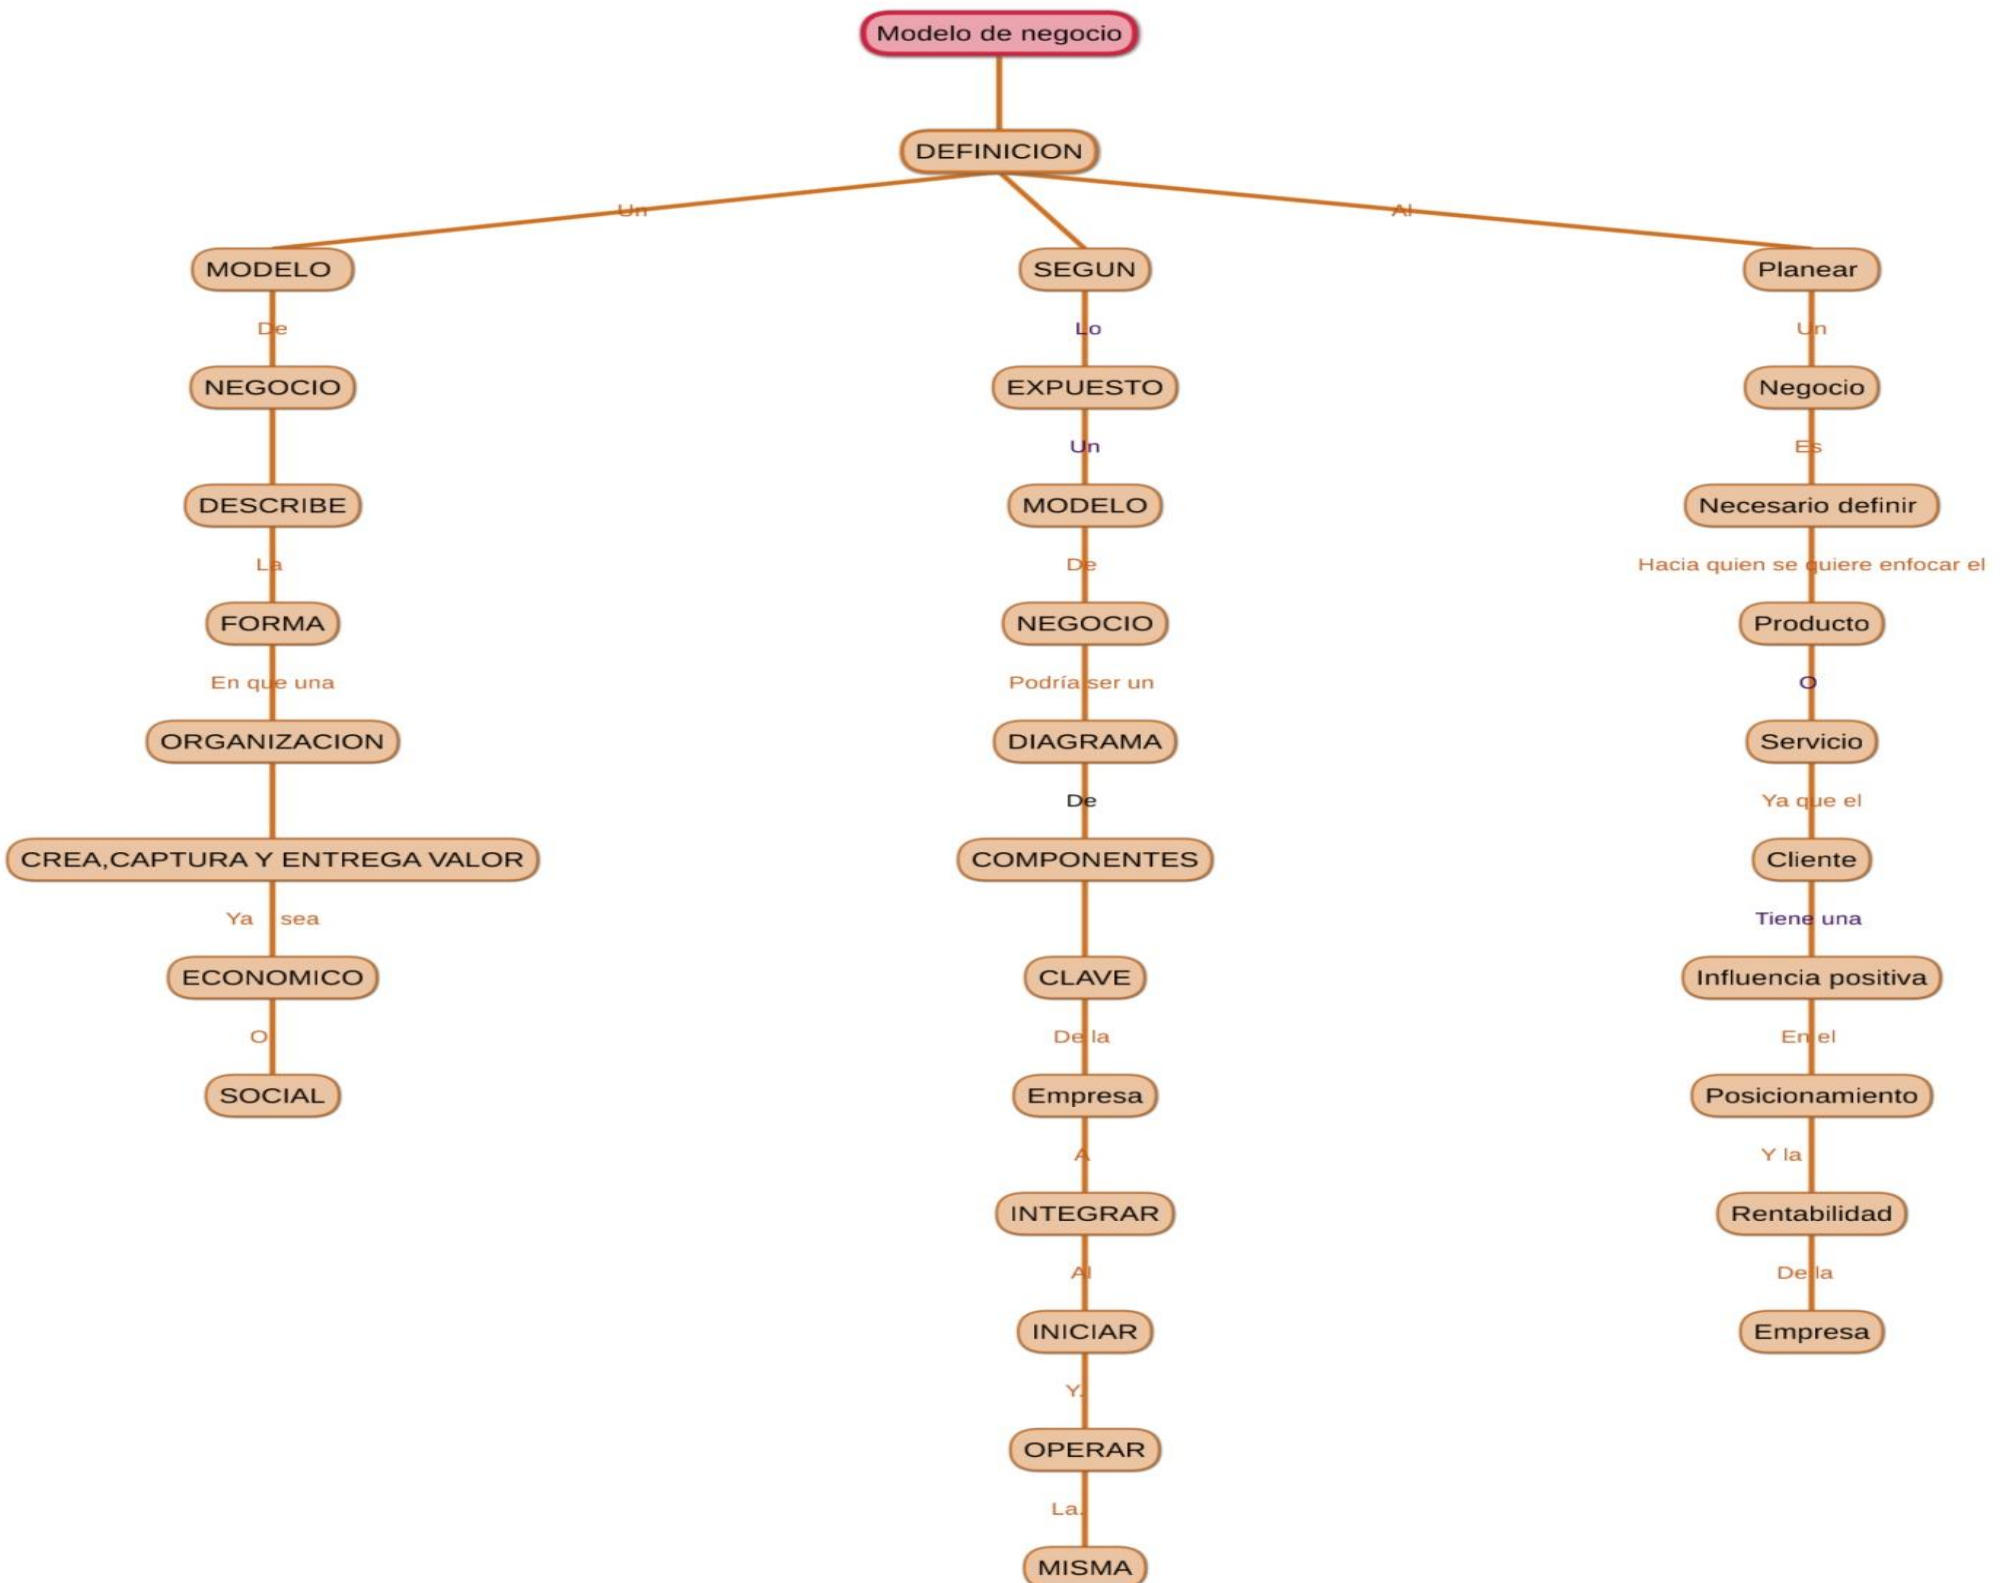 Modelo de negocio
DEFINICION
Un
MODELO
De
NEGOCIO
DESCRIBE
La
FORMA
En que una
ORGANIZACION
CREA,CAPTURA Y ENTREGA VALOR
Ya sea
ECONOMICO
O
SOCIAL
SEGUN
Lo
EXPUESTO
Un
MODELO
De
NEGOCIO
Podría ser un
DIAGRAMA
De
COMPONENTES
CLAVE
De la
Empresa
A
INTEGRAR
Al
INICIAR
Y.
OPERAR
La.
MISMA
Al
Planear
Un
Negocio
Es
Necesario definir
Hacia quien se quiere enfocar el
Producto
O
Servicio
Ya que el
Cliente
Tiene una
Influencia positiva
En el
Posicionamiento
Y la
Rentabilidad
De la
Empresa